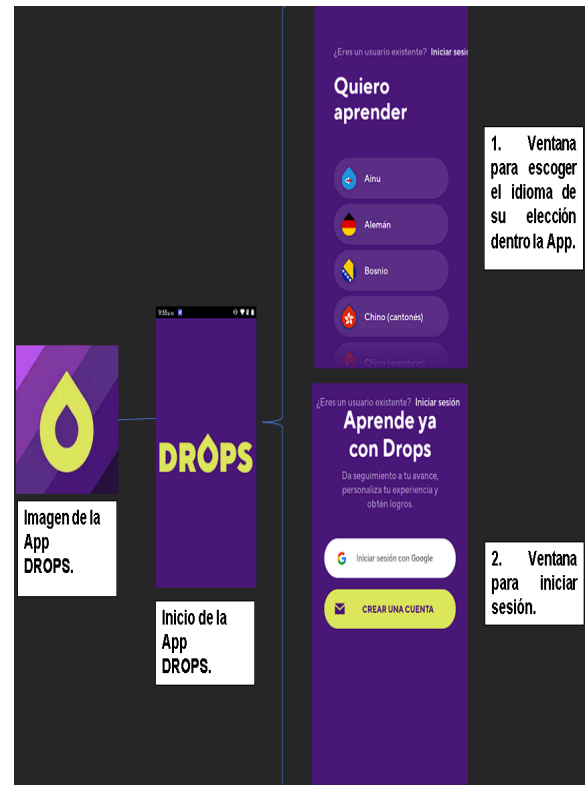 ¿Eres un usuario existente? Iniciar sesic
Quiero
aprender
Ainu
Alemán
Bosnio
Chino (cantonés)
Chino (mandarín)
1. Ventana
para escoger
el idioma de
su elección
dentro la App.
9:55 p. m.
DROPS
Imagen de la
App
DROPS.
Inicio de la
App
DROPS.
¿Eres un usuario existente? Iniciar sesión
Aprende ya
con Drops
Da seguimiento a tu avance,
personaliza tu experiencia y
obtén logros.
Iniciar sesión con Google
CREAR UNA CUENTA
2. Ventana
para iniciar
sesión.